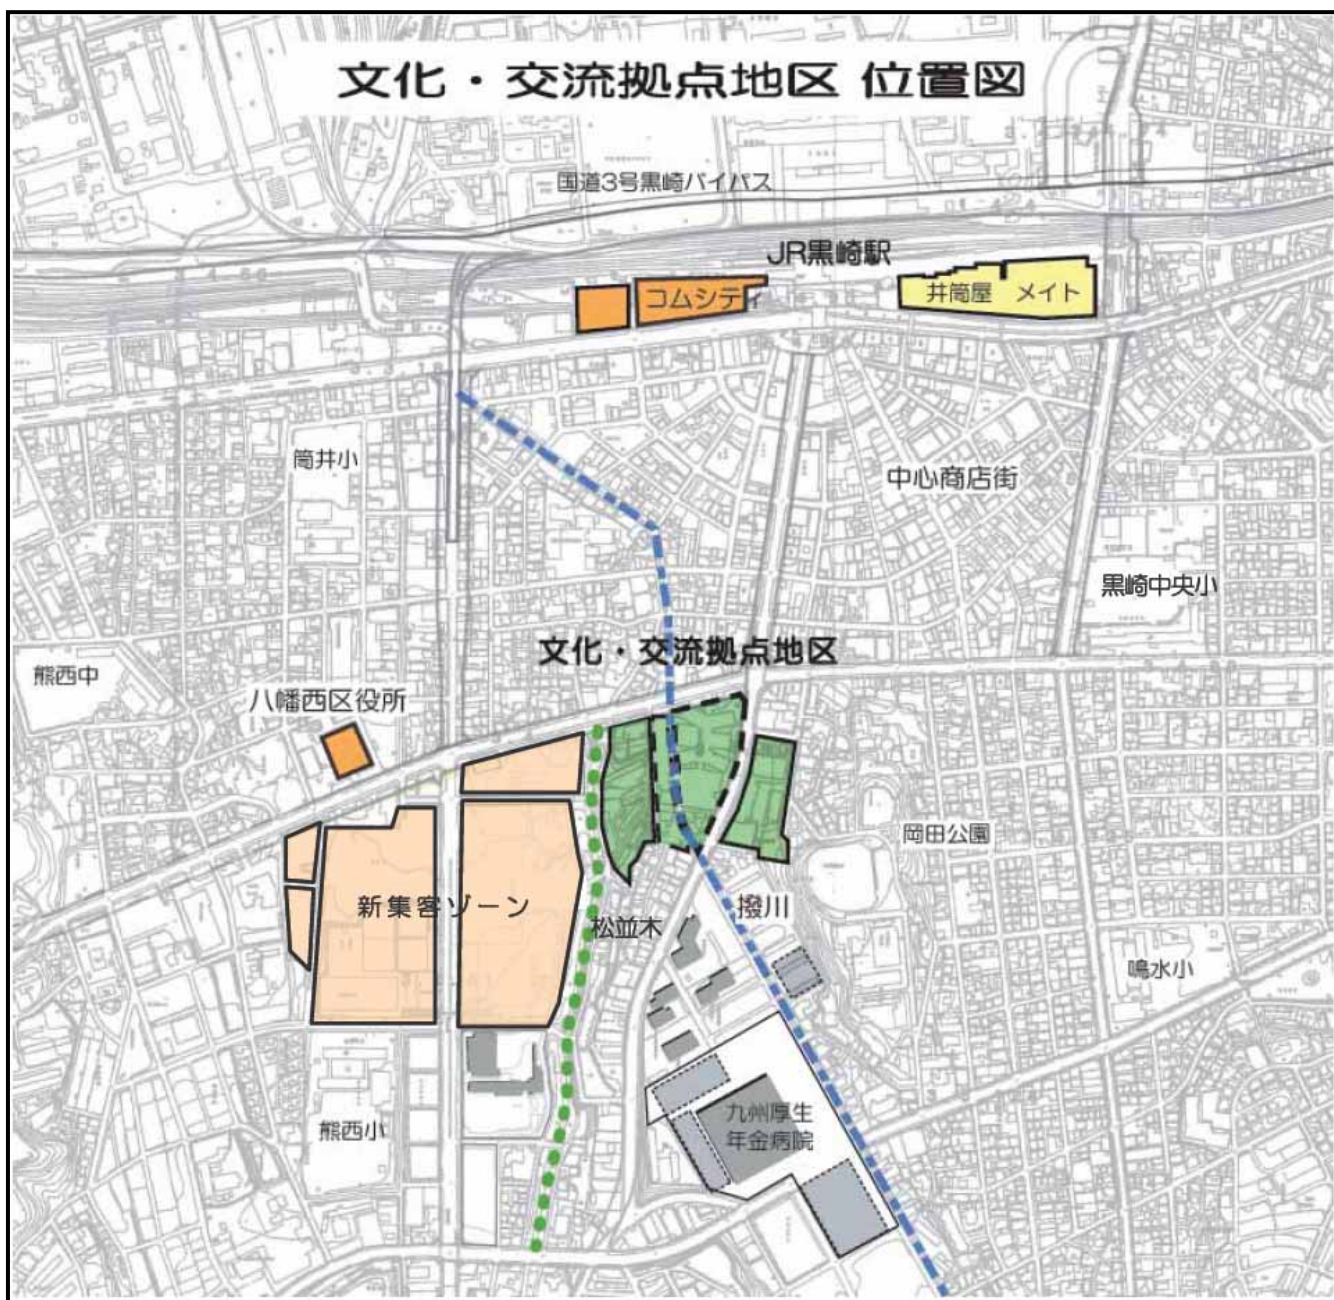 文化・交流拠点地区 位置図
国道3号黒崎バイパス
JR黒崎駅
コムシティ
井筒屋 メイト
筒井小
中心商店街
黒崎中央小
文化・交流拠点地区
熊西中
八幡西区役所
岡田公園
新集客ゾーン
松並木
撥川
鳴水小
九州厚生
年金病院
熊西小